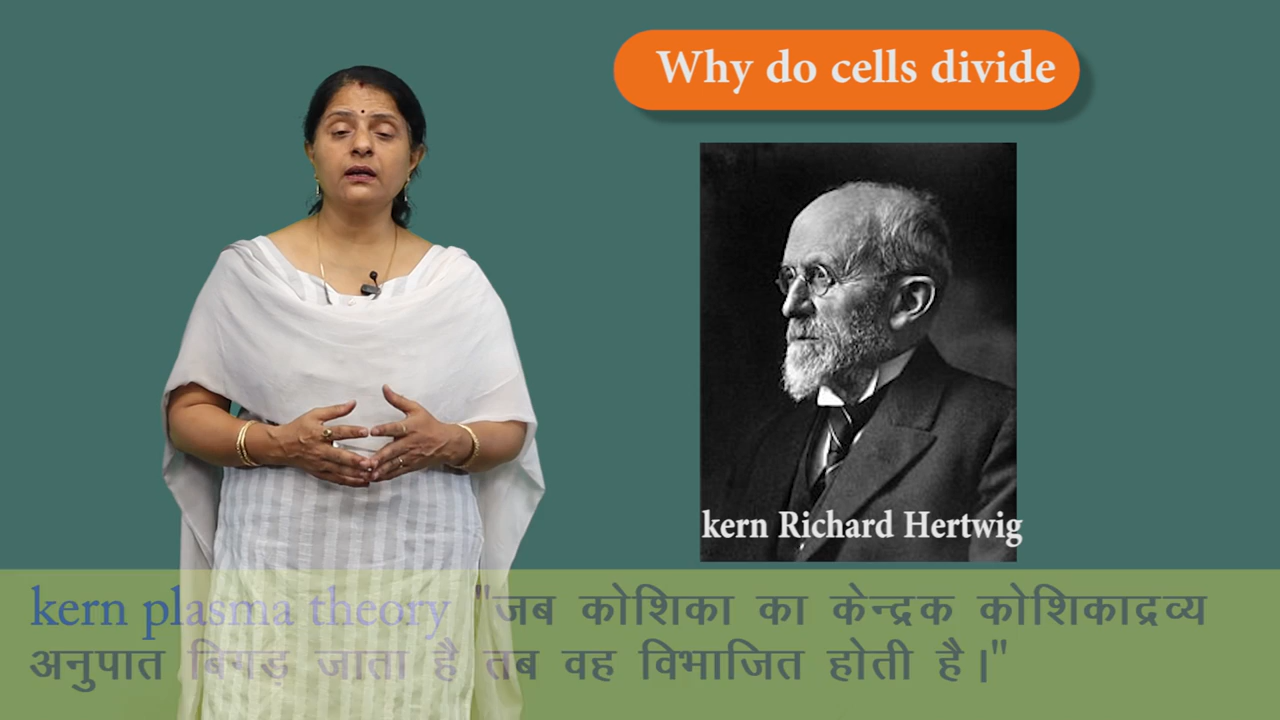 Why do cells divide
kern Richard Hertwig
kern plasma theory "जब कोशिका का केन्द्रक कोशिकाद्रव्य
अनुपात बिगड़ जाता है तब वह विभाजित होती है।"